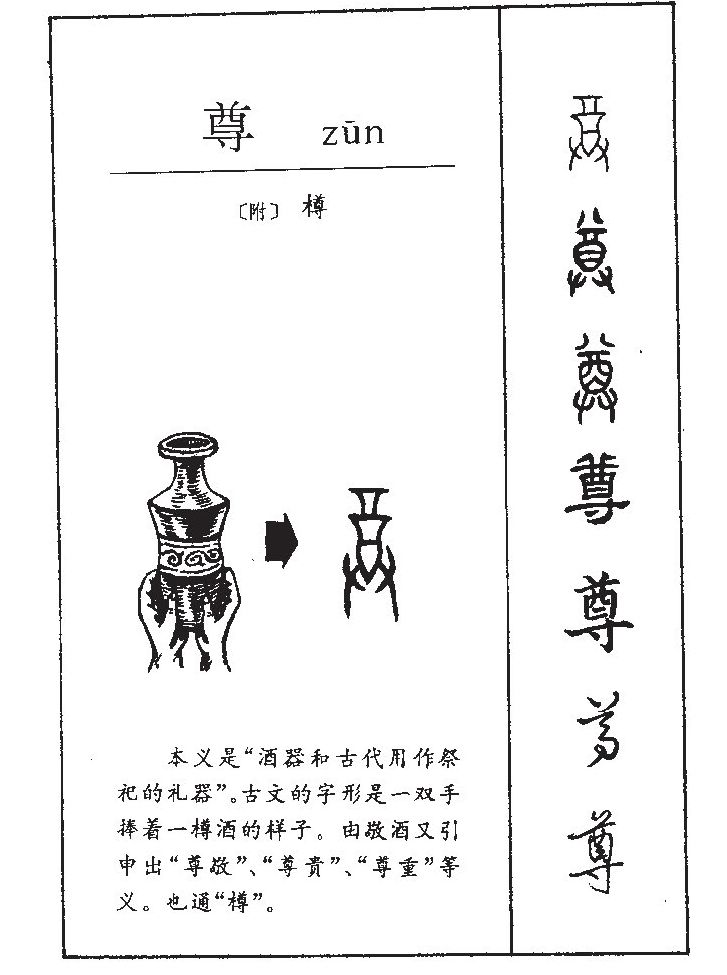 尊 zūn
〔附〕 樽
本义是“酒器和古代用作祭
祀的礼器”。古文的字形是一双手
捧着一樽酒的样子。由敬酒又引
申出“尊敬”、“尊贵”、“尊重”等
义。也通“樽”。
尊
尊
尊
尊
尊
尊
尊